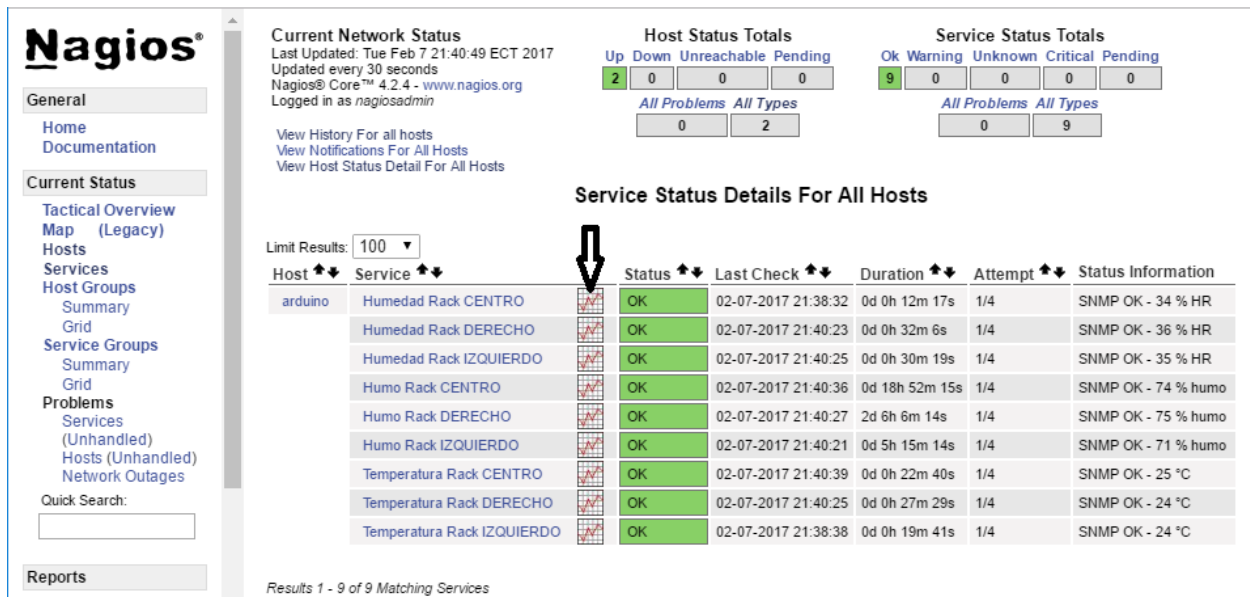 Nagios®
General
Home
Documentation
Current Status
Tactical Overview
Map (Legacy)
Hosts
Services
Host Groups
Summary
Grid
Service Groups
Summary
Grid
Problems
Services
(Unhandled)
Hosts (Unhandled)
Network Outages
Quick Search:
Reports
Current Network Status
Last Updated: Tue Feb 7 21:40:49 ECT 2017
Updated every 30 seconds
Nagios® Core™ 4.2.4 - www.nagios.org
Logged in as nagiosadmin
View History For all hosts
View Notifications For All Hosts
View Host Status Detail For All Hosts
Host Status Totals
Up Down Unreachable Pending
2 0 0 0
All Problems All Types
0 2
Service Status Totals
Ok Warning Unknown Critical Pending
9 0 0 0 0
All Problems All Types
0 9
Service Status Details For All Hosts
Limit Results: 100
Host Service Status Last Check Duration Attempt Status Information
arduino Humedad Rack CENTRO OK 02-07-2017 21:38:32 0d 0h 12m 17s 1/4 SNMP OK - 34 % HR
Humedad Rack DERECHO OK 02-07-2017 21:40:23 0d 0h 32m 6s 1/4 SNMP OK - 36 % HR
Humedad Rack IZQUIERDO OK 02-07-2017 21:40:25 0d 0h 30m 19s 1/4 SNMP OK - 35 % HR
Humo Rack CENTRO OK 02-07-2017 21:40:36 0d 18h 52m 15s 1/4 SNMP OK - 74 % humo
Humo Rack DERECHO OK 02-07-2017 21:40:27 2d 6h 6m 14s 1/4 SNMP OK - 75 % humo
Humo Rack IZQUIERDO OK 02-07-2017 21:40:21 0d 5h 15m 14s 1/4 SNMP OK - 71 % humo
Temperatura Rack CENTRO OK 02-07-2017 21:40:39 0d 0h 22m 40s 1/4 SNMP OK - 25 °C
Temperatura Rack DERECHO OK 02-07-2017 21:40:25 0d 0h 27m 29s 1/4 SNMP OK - 24 °C
Temperatura Rack IZQUIERDO OK 02-07-2017 21:38:38 0d 0h 19m 41s 1/4 SNMP OK - 24 °C
Results 1 - 9 of 9 Matching Services